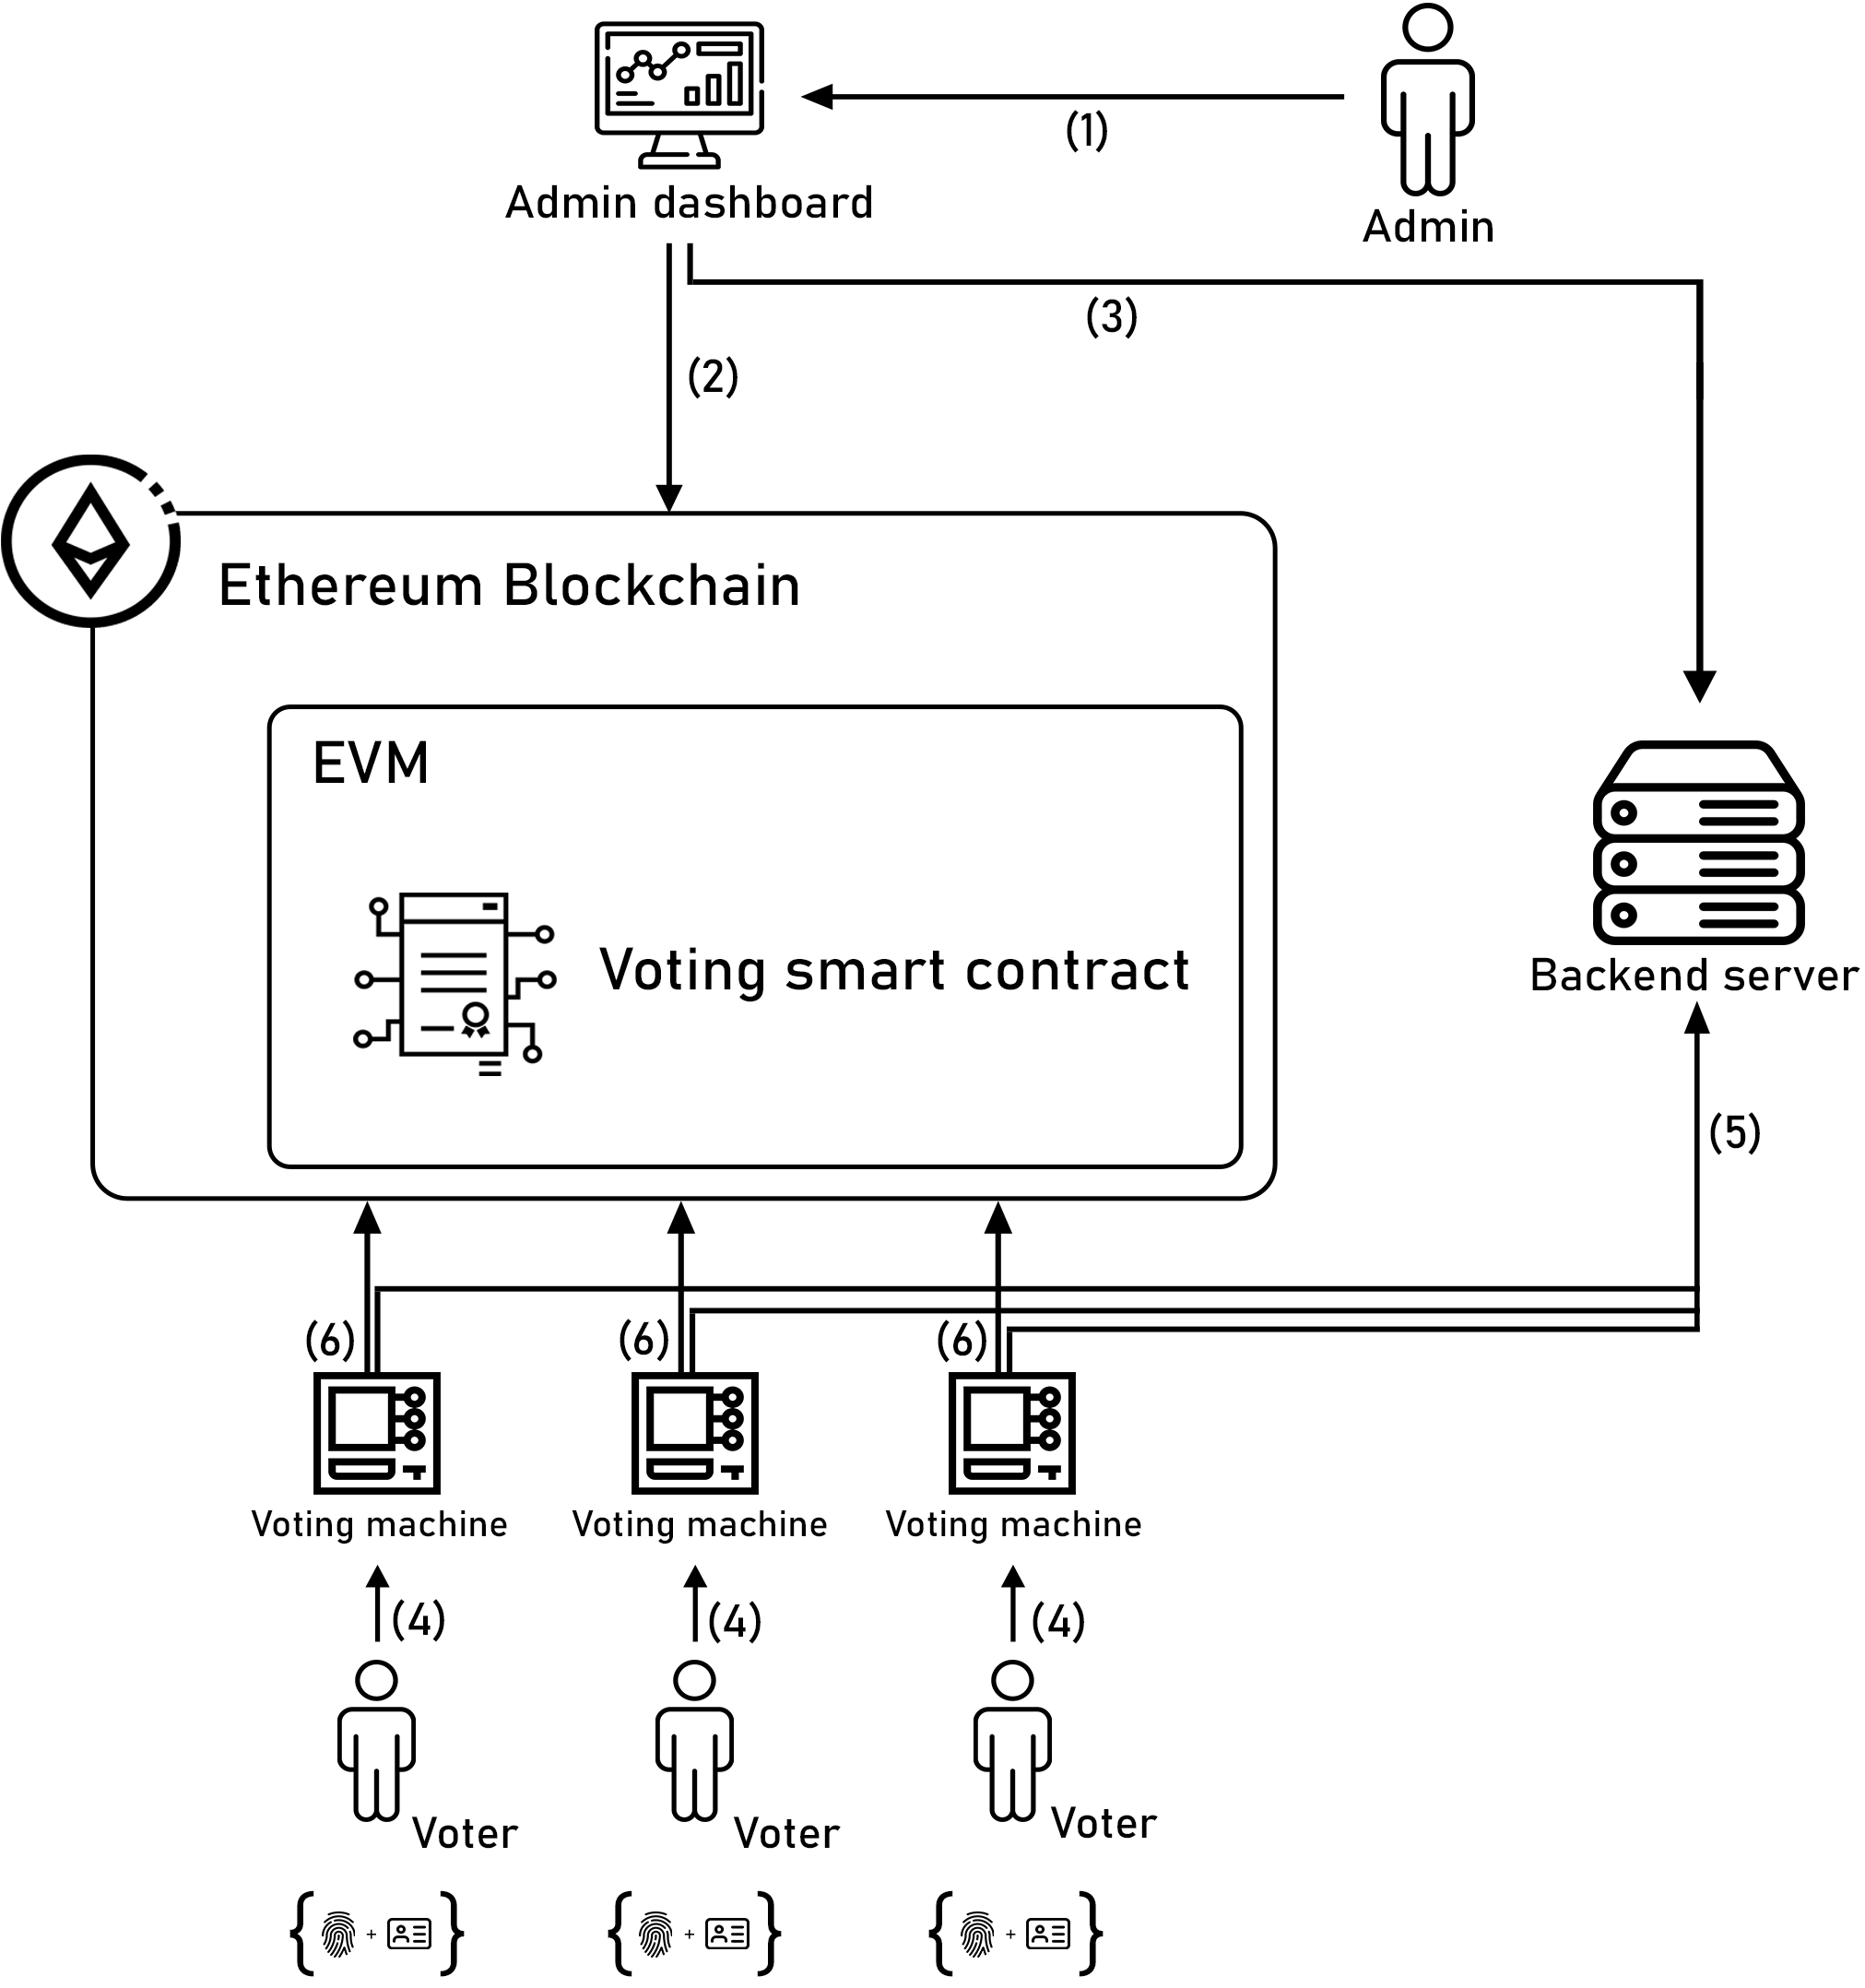 (1)
Admin dashboard
Admin
(3)
(2)
Ethereum Blockchain
EVM
Voting smart contract
Backend server
(5)
(6) (6) (6)
Voting machine Voting machine Voting machine
(4) (4) (4)
Voter Voter Voter
{ + } { + } { + }